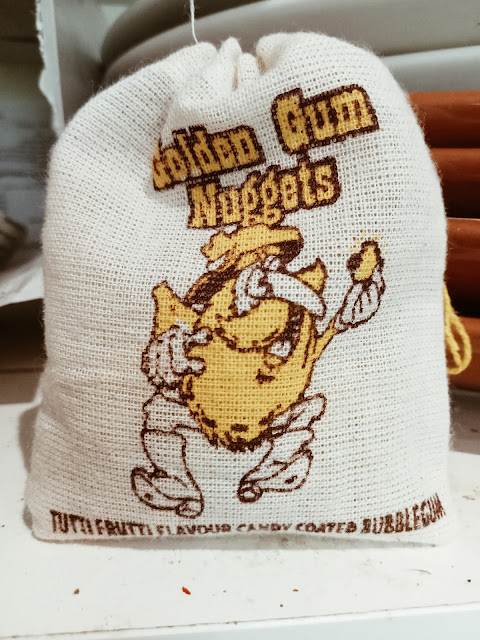 Golden Gum
Nuggets
TUTTI FRUTTI FLAVOUR CANDY COATED BUBBLEGUM